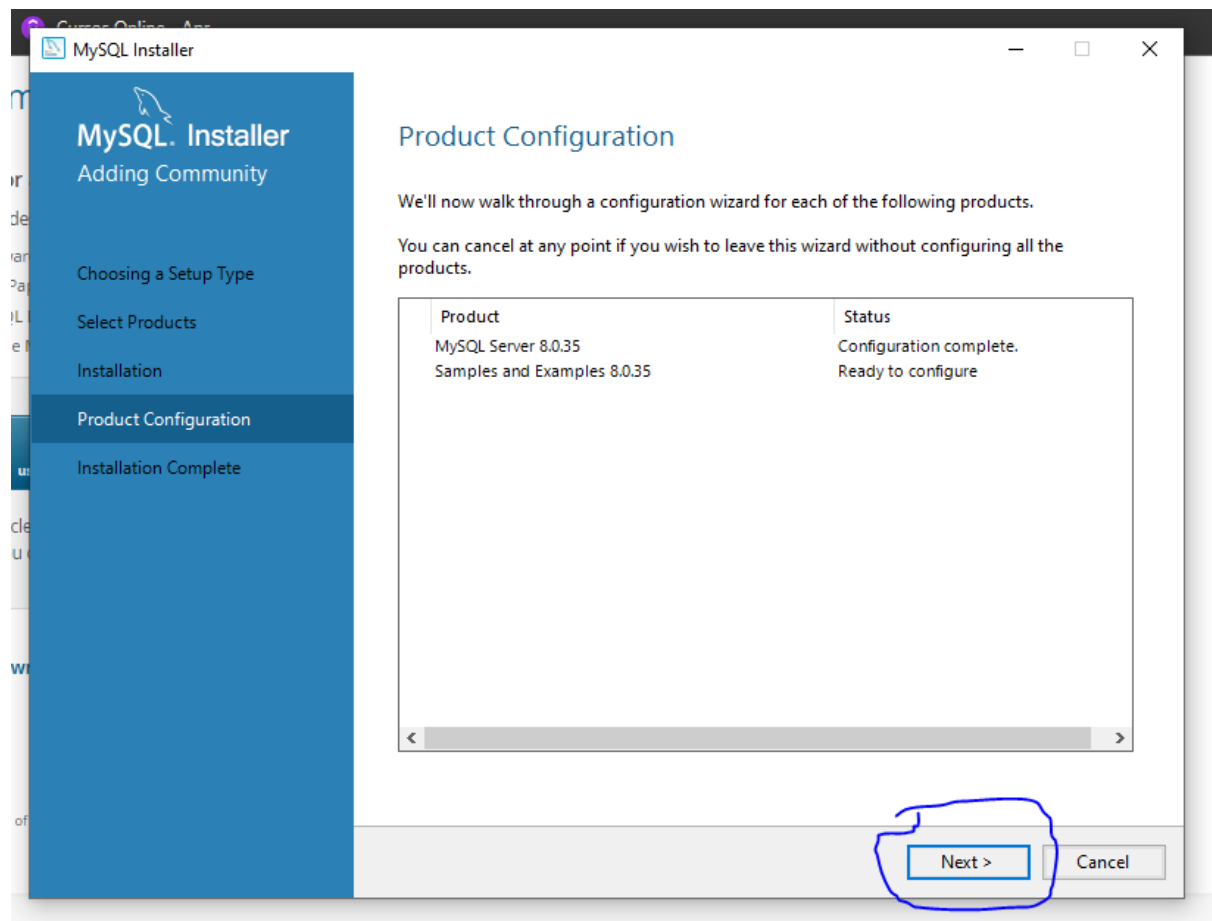 MySQL Installer
MySQL. Installer
Adding Community
Choosing a Setup Type
Select Products
Installation
Product Configuration
Installation Complete
Product Configuration
We'll now walk through a configuration wizard for each of the following products.
You can cancel at any point if you wish to leave this wizard without configuring all the
products.
Product Status
MySQL Server 8.0.35 Configuration complete.
Samples and Examples 8.0.35 Ready to configure
Next >
Cancel